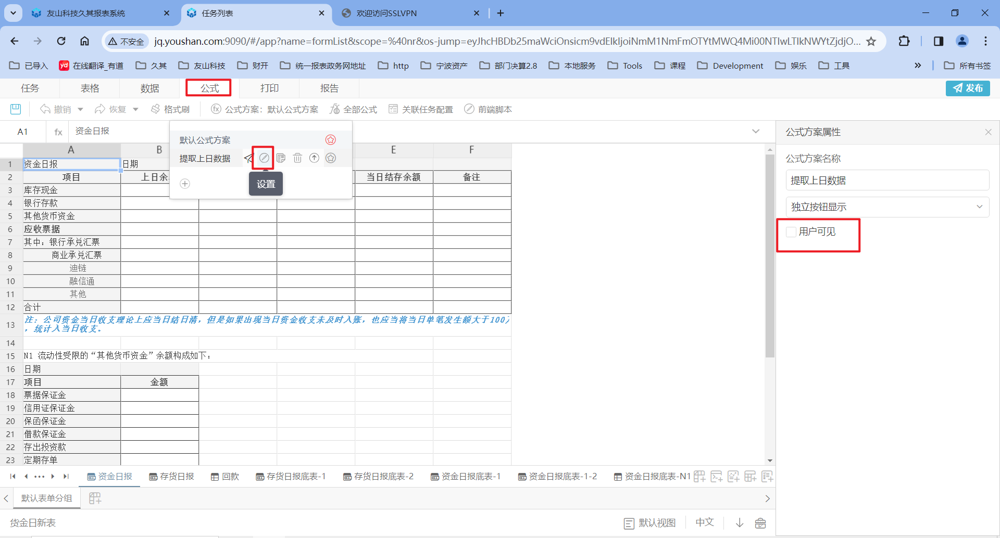 友山科技久其报表系统
任务列表
欢迎访问SSLVPN
不安全
jq.youshan.com:9090/#/app?name=formList&scope=%40nr&os-jump=eyJhcHBDb25maWciOnsicm9vdEIkIjoiNmM1NmFmOTYtMWQ4Mi00NTIwLTlkNWYtZjdjO...
已导入
yd 在线翻译_有道
久其
友山科技
财开
统一报表政务网地址
http
宁波资产
部门决算2.8
本地服务
Tools
课程
Development
娱乐
工具
»
所有书签
任务
表格
数据
公式
打印
报告
发布
撤销
恢复
格式刷
公式方案：默认公式方案
全部公式
关联任务配置
前端脚本
A1
fx
资金日报
默认公式方案
提取上日数据
设置
公式方案属性
公式方案名称
提取上日数据
独立按钮显示
用户可见
A B E F
1 资金日报 日期
2 项目 上日余 当日结存余额 备注
3 库存现金
4 银行存款
5 其他货币资金
6 应收票据
7 其中：银行承兑汇票
8 商业承兑汇票
9 迪链
10 融信通
11 其他
12 合计
13 注：公司资金当日收支理论上应当日结日清，但是如果出现当日资金收支未及时入账，也应当将当日单笔发生额大于100万
，统计入当日收支。
14
15 N1 流动性受限的“其他货币资金”余额构成如下：
16 日期
17 项目 金额
18 票据保证金
19 信用证保证金
20 保函保证金
21 借款保证金
22 存出投资款
23 定期存单
资金日报
存货日报
回款
存货日报底表-1
存货日报底表-2
资金日报底表-1
资金日报底表-1-2
资金日报底表-N1
默认表单分组
货金日新表
默认视图
中文